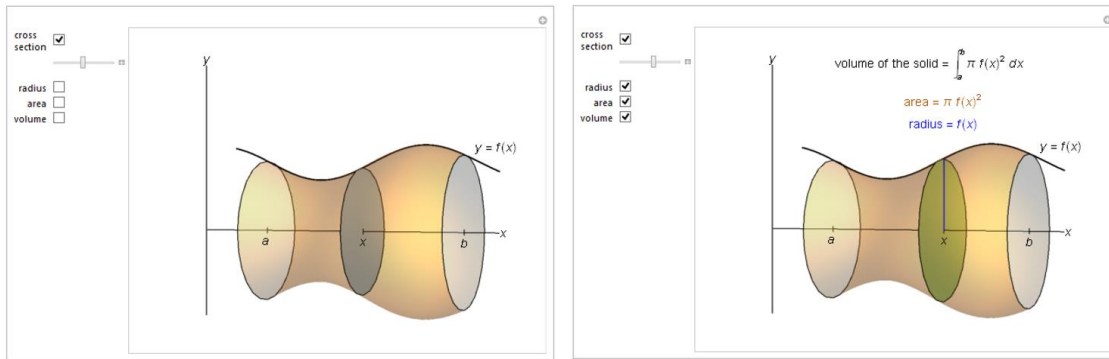 cross
section
radius
area
volume
y
y = f(x)
a
x
b
x
cross
section
radius
area
volume
y
volume of the solid = ∫ₐᵇ π f(x)² dx
area = π f(x)²
radius = f(x)
y = f(x)
a
x
b
x